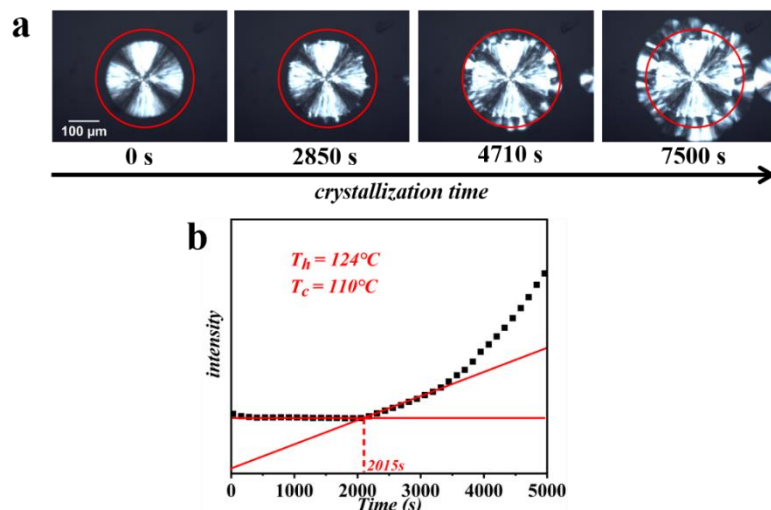 a
100 μm
0 s
2850 s
4710 s
7500 s
crystallization time
b
T_h = 124°C
T_c = 110°C
intensity
2015s
0
1000
2000
3000
4000
5000
Time (s)